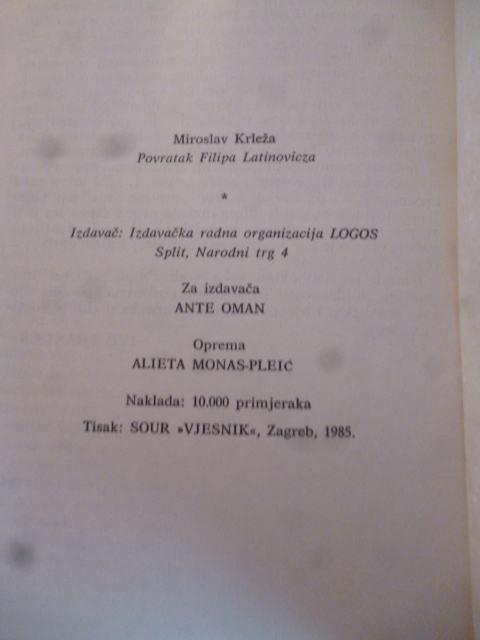 Miroslav Krleža
Povratak Filipa Latinovicza
*
Izdavač: Izdavačka radna organizacija LOGOS
Split, Narodni trg 4
Za izdavača
ANTE OMAN
Oprema
ALIETA MONAS-PLEIĆ
Naklada: 10.000 primjeraka
Tisak: SOUR »VJESNIK«, Zagreb, 1985.